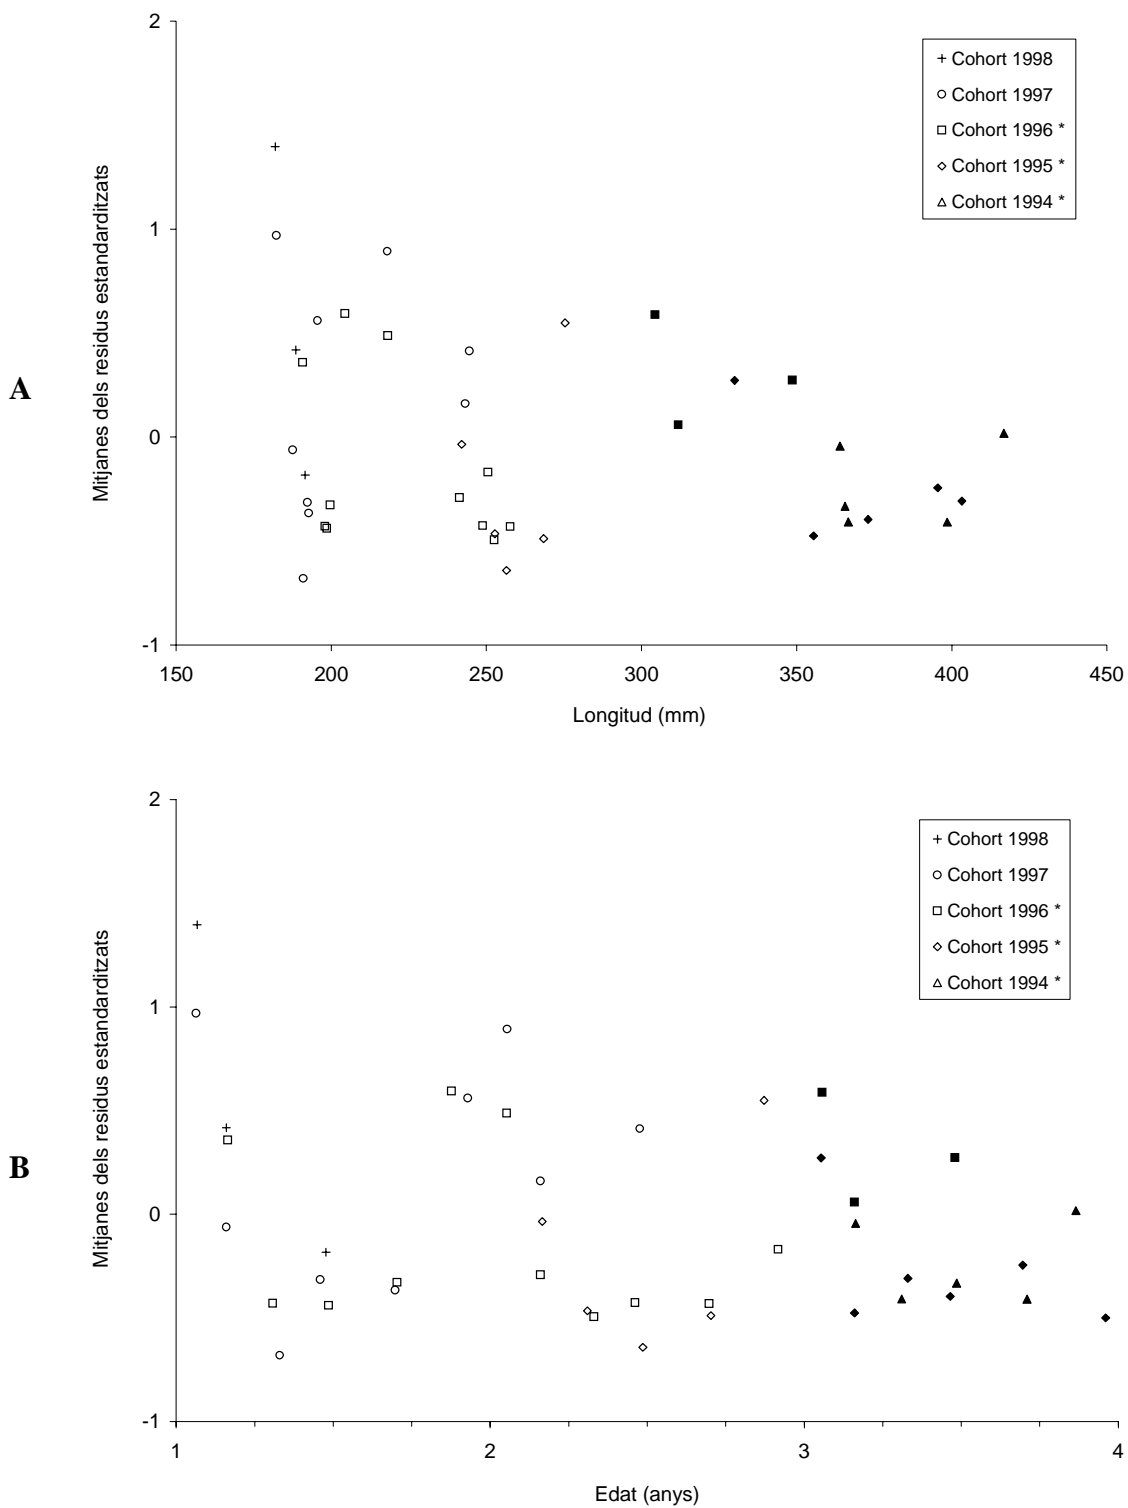 2
1
0
-1
Mitjanes dels residus estandarditzats
+ Cohort 1998
○ Cohort 1997
□ Cohort 1996 *
◇ Cohort 1995 *
△ Cohort 1994 *
A
150 200 250 300 350 400 450
Longitud (mm)
2
1
0
-1
Mitjanes dels residus estandarditzats
+ Cohort 1998
○ Cohort 1997
□ Cohort 1996 *
◇ Cohort 1995 *
△ Cohort 1994 *
B
1 2 3 4
Edat (anys)